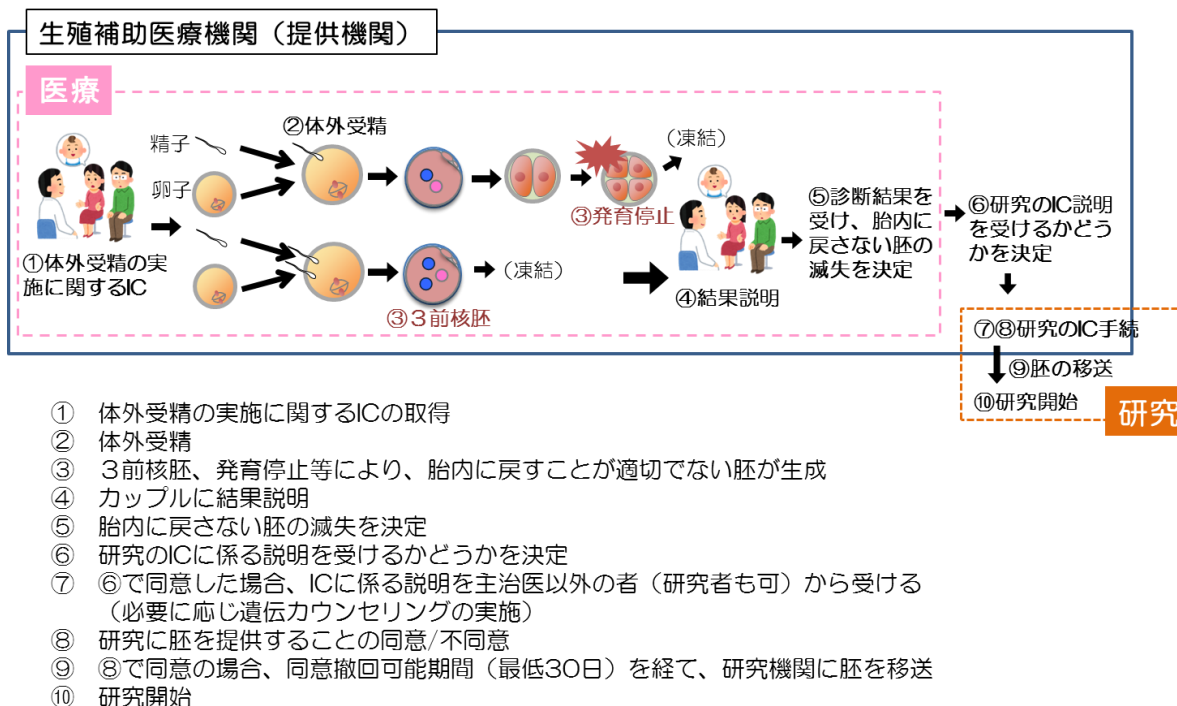 生殖補助医療機関（提供機関）
医療
精子
卵子
①体外受精の実
施に関するIC
②体外受精
③発育停止
（凍結）
③３前核胚
（凍結）
④結果説明
⑤診断結果を
受け、胎内に
戻さない胚の
滅失を決定
⑥研究のIC説明
を受けるかどう
かを決定
⑦⑧研究のIC手続
⑨胚の移送
⑩研究開始
研究
①　体外受精の実施に関するICの取得
②　体外受精
③　３前核胚、発育停止等により、胎内に戻すことが適切でない胚が生成
④　カップルに結果説明
⑤　胎内に戻さない胚の滅失を決定
⑥　研究のICに係る説明を受けるかどうかを決定
⑦　⑥で同意した場合、ICに係る説明を主治医以外の者（研究者も可）から受ける
（必要に応じ遺伝カウンセリングの実施）
⑧　研究に胚を提供することの同意/不同意
⑨　⑧で同意の場合、同意撤回可能期間（最低30日）を経て、研究機関に胚を移送
⑩　研究開始